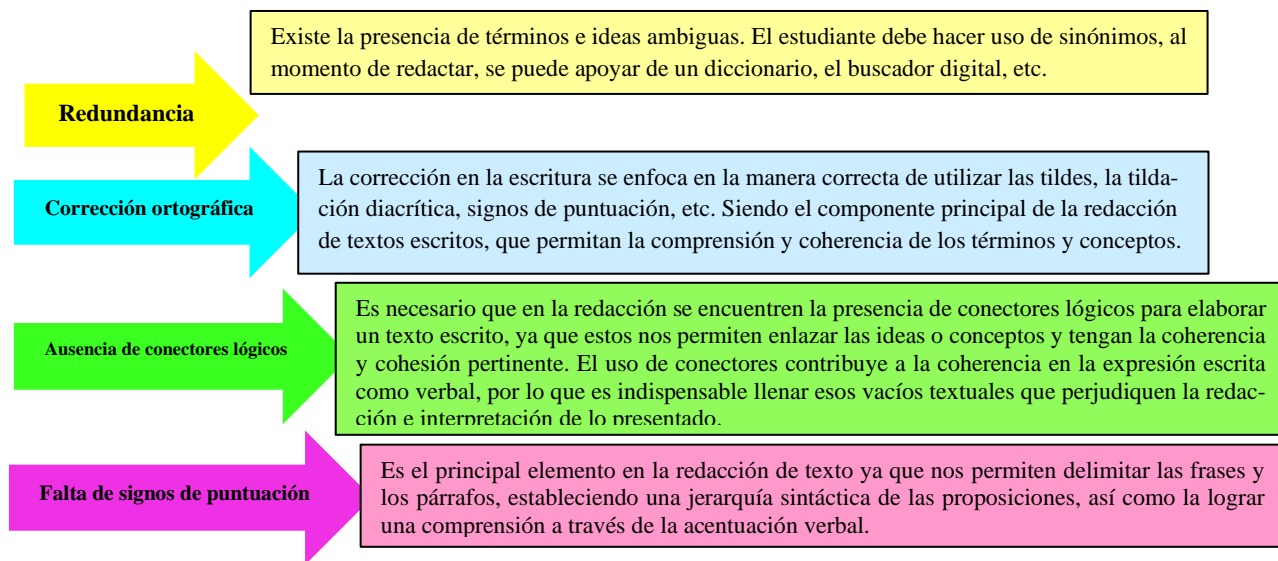 Existe la presencia de términos e ideas ambiguas. El estudiante debe hacer uso de sinónimos, al
momento de redactar, se puede apoyar de un diccionario, el buscador digital, etc.
Redundancia
La corrección en la escritura se enfoca en la manera correcta de utilizar las tildes, la tilda-
ción diacrítica, signos de puntuación, etc. Siendo el componente principal de la redacción
de textos escritos, que permitan la comprensión y coherencia de los términos y conceptos.
Corrección ortográfica
Es necesario que en la redacción se encuentren la presencia de conectores lógicos para elaborar
un texto escrito, ya que estos nos permiten enlazar las ideas o conceptos y tengan la coherencia
y cohesión pertinente. El uso de conectores contribuye a la coherencia en la expresión escrita
como verbal, por lo que es indispensable llenar esos vacíos textuales que perjudiquen la redac-
ción e interpretación de lo presentado.
Ausencia de conectores lógicos
Es el principal elemento en la redacción de texto ya que nos permiten delimitar las frases y
los párrafos, estableciendo una jerarquía sintáctica de las proposiciones, así como la lograr
una comprensión a través de la acentuación verbal.
Falta de signos de puntuación